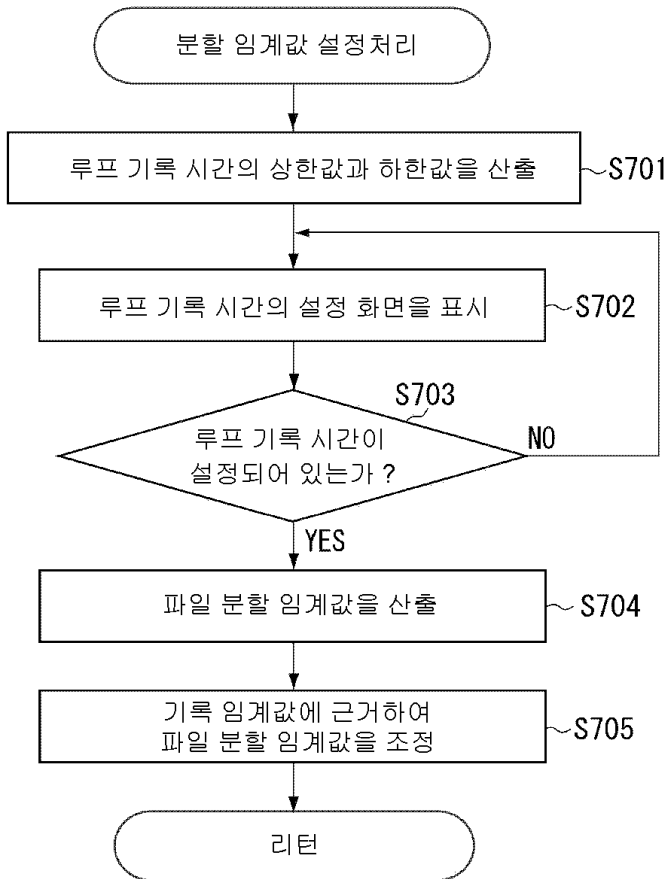 분할 임계값 설정처리
루프 기록 시간의 상한값과 하한값을 산출
S701
루프 기록 시간의 설정 화면을 표시
S702
S703
루프 기록 시간이
설정되어 있는가 ?
NO
YES
파일 분할 임계값을 산출
S704
기록 임계값에 근거하여
파일 분할 임계값을 조정
S705
리턴